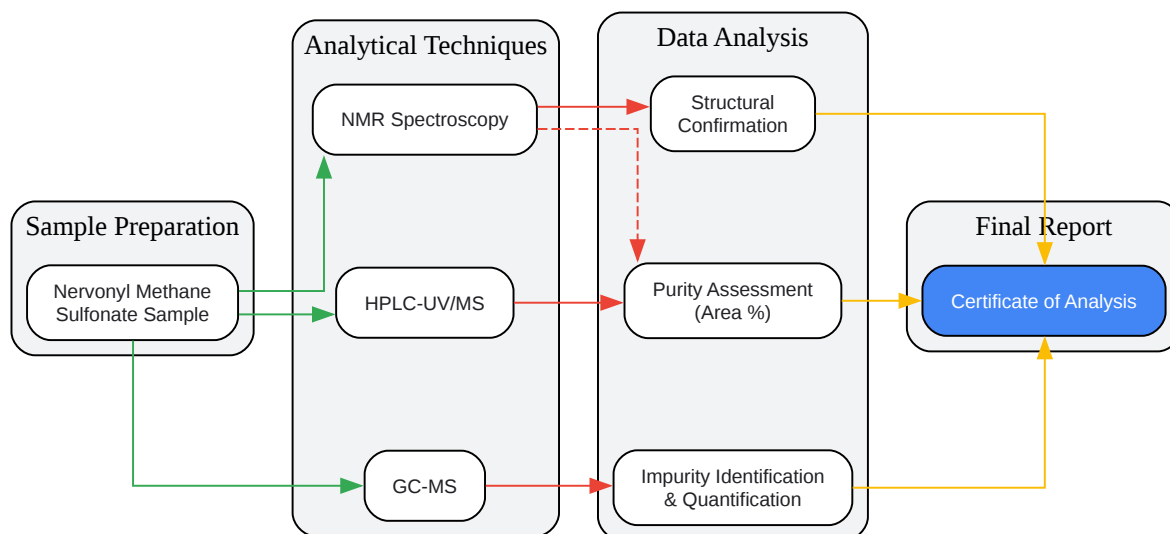 Sample Preparation
Nervonyl Methane
Sulfonate Sample
Analytical Techniques
NMR Spectroscopy
HPLC-UV/MS
GC-MS
Data Analysis
Structural
Confirmation
Purity Assessment
(Area %)
Impurity Identification
& Quantification
Final Report
Certificate of Analysis